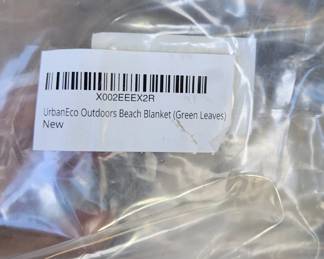 X002EEEX2R
UrbanEco Outdoors Beach Blanket (Green Leaves)
New